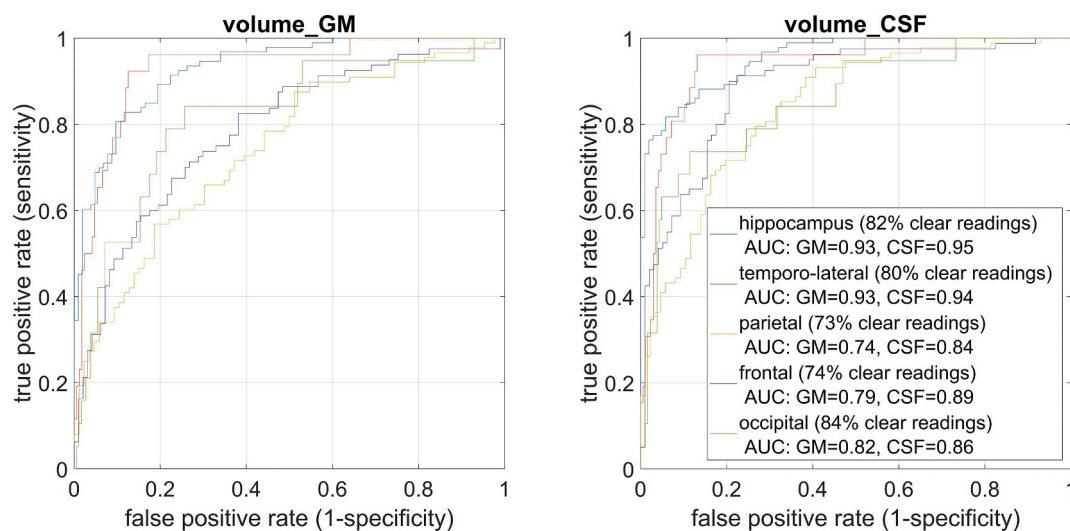 volume_GM
true positive rate (sensitivity)
1
0.8
0.6
0.4
0.2
0
0 0.2 0.4 0.6 0.8 1
false positive rate (1-specificity)
volume_CSF
true positive rate (sensitivity)
1
0.8
0.6
0.4
0.2
0
hippocampus (82% clear readings)
AUC: GM=0.93, CSF=0.95
temporo-lateral (80% clear readings)
AUC: GM=0.93, CSF=0.94
parietal (73% clear readings)
AUC: GM=0.74, CSF=0.84
frontal (74% clear readings)
AUC: GM=0.79, CSF=0.89
occipital (84% clear readings)
AUC: GM=0.82, CSF=0.86
0 0.2 0.4 0.6 0.8 1
false positive rate (1-specificity)